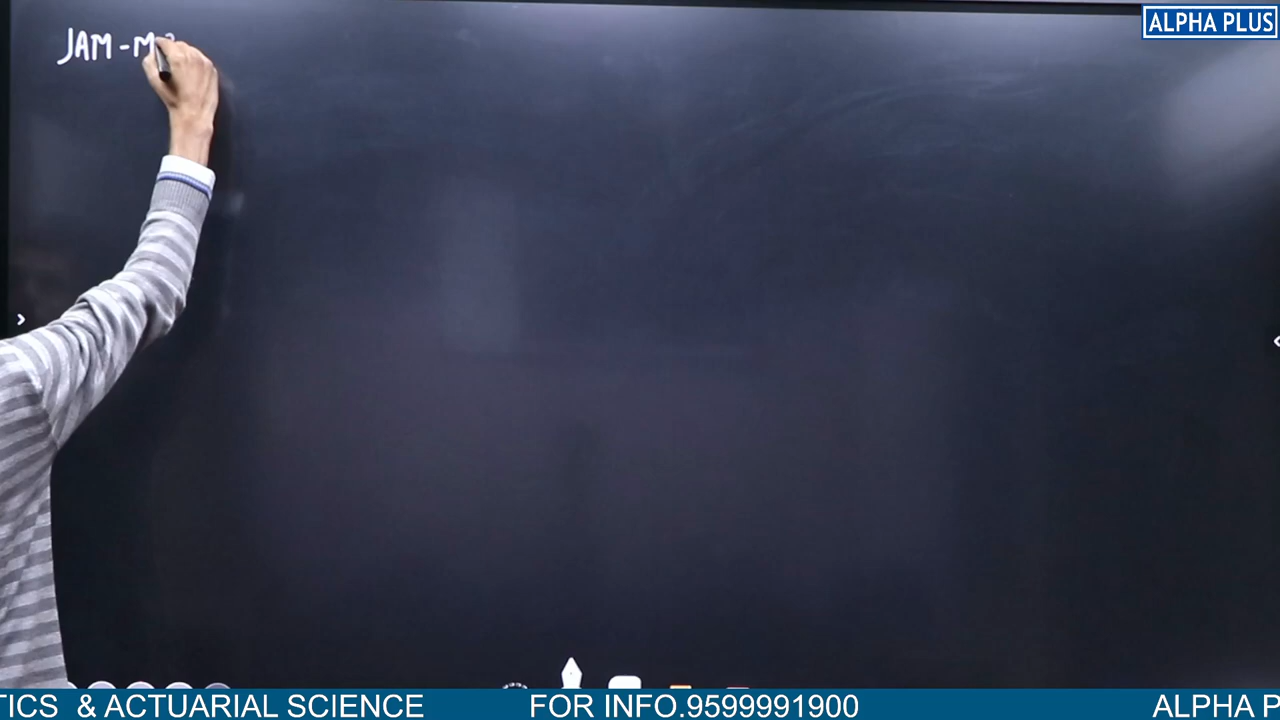 ALPHA PLUS
JAM - M
TICS & ACTUARIAL SCIENCE FOR INFO.9599991900 ALPHA P